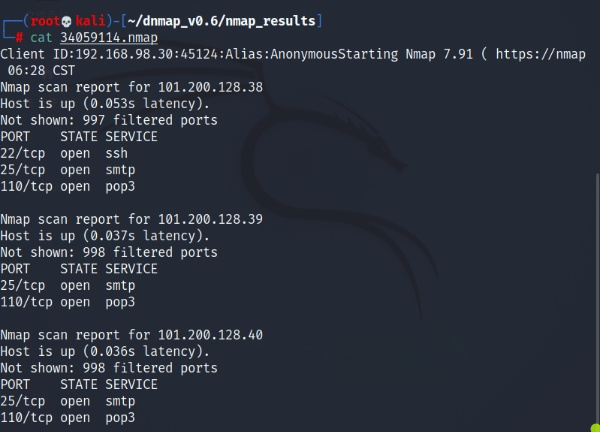 ┌──(root💀kali)-[~/dnmap_v0.6/nmap_results]
└─# cat 34059114.nmap
Client ID:192.168.98.30:45124:Alias:AnonymousStarting Nmap 7.91 ( https://nmap
06:28 CST
Nmap scan report for 101.200.128.38
Host is up (0.053s latency).
Not shown: 997 filtered ports
PORT    STATE SERVICE
22/tcp  open  ssh
25/tcp  open  smtp
110/tcp open  pop3
Nmap scan report for 101.200.128.39
Host is up (0.037s latency).
Not shown: 998 filtered ports
PORT    STATE SERVICE
25/tcp  open  smtp
110/tcp open  pop3
Nmap scan report for 101.200.128.40
Host is up (0.036s latency).
Not shown: 998 filtered ports
PORT    STATE SERVICE
25/tcp  open  smtp
110/tcp open  pop3